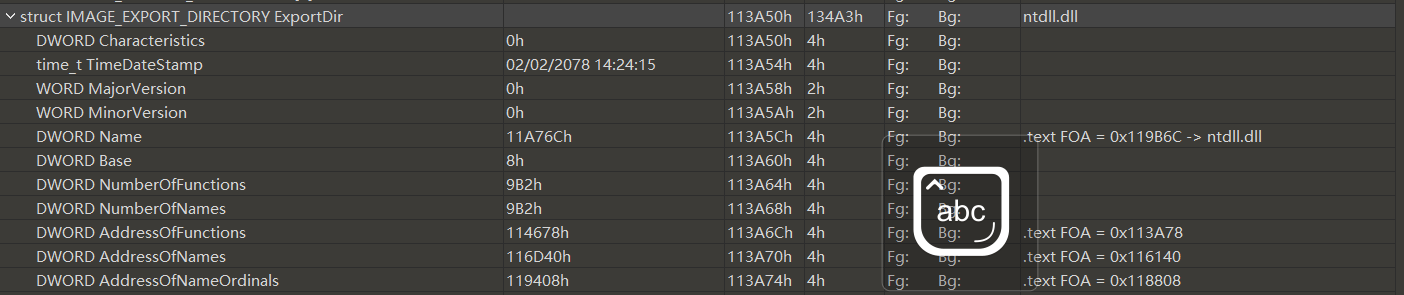 struct IMAGE_EXPORT_DIRECTORY ExportDir 113A50h 134A3h Fg: Bg: ntdll.dll
DWORD Characteristics 0h 113A50h 4h Fg: Bg:
time_t TimeDateStamp 02/02/2078 14:24:15 113A54h 4h Fg: Bg:
WORD MajorVersion 0h 113A58h 2h Fg: Bg:
WORD MinorVersion 0h 113A5Ah 2h Fg: Bg:
DWORD Name 11A76Ch 113A5Ch 4h Fg: Bg: .text FOA = 0x119B6C -> ntdll.dll
DWORD Base 8h 113A60h 4h Fg: Bg:
DWORD NumberOfFunctions 9B2h 113A64h 4h Fg: Bg:
DWORD NumberOfNames 9B2h 113A68h 4h Fg: Bg:
abc
DWORD AddressOfFunctions 114678h 113A6Ch 4h Fg: Bg: .text FOA = 0x113A78
DWORD AddressOfNames 116D40h 113A70h 4h Fg: Bg: .text FOA = 0x116140
DWORD AddressOfNameOrdinals 119408h 113A74h 4h Fg: Bg: .text FOA = 0x118808